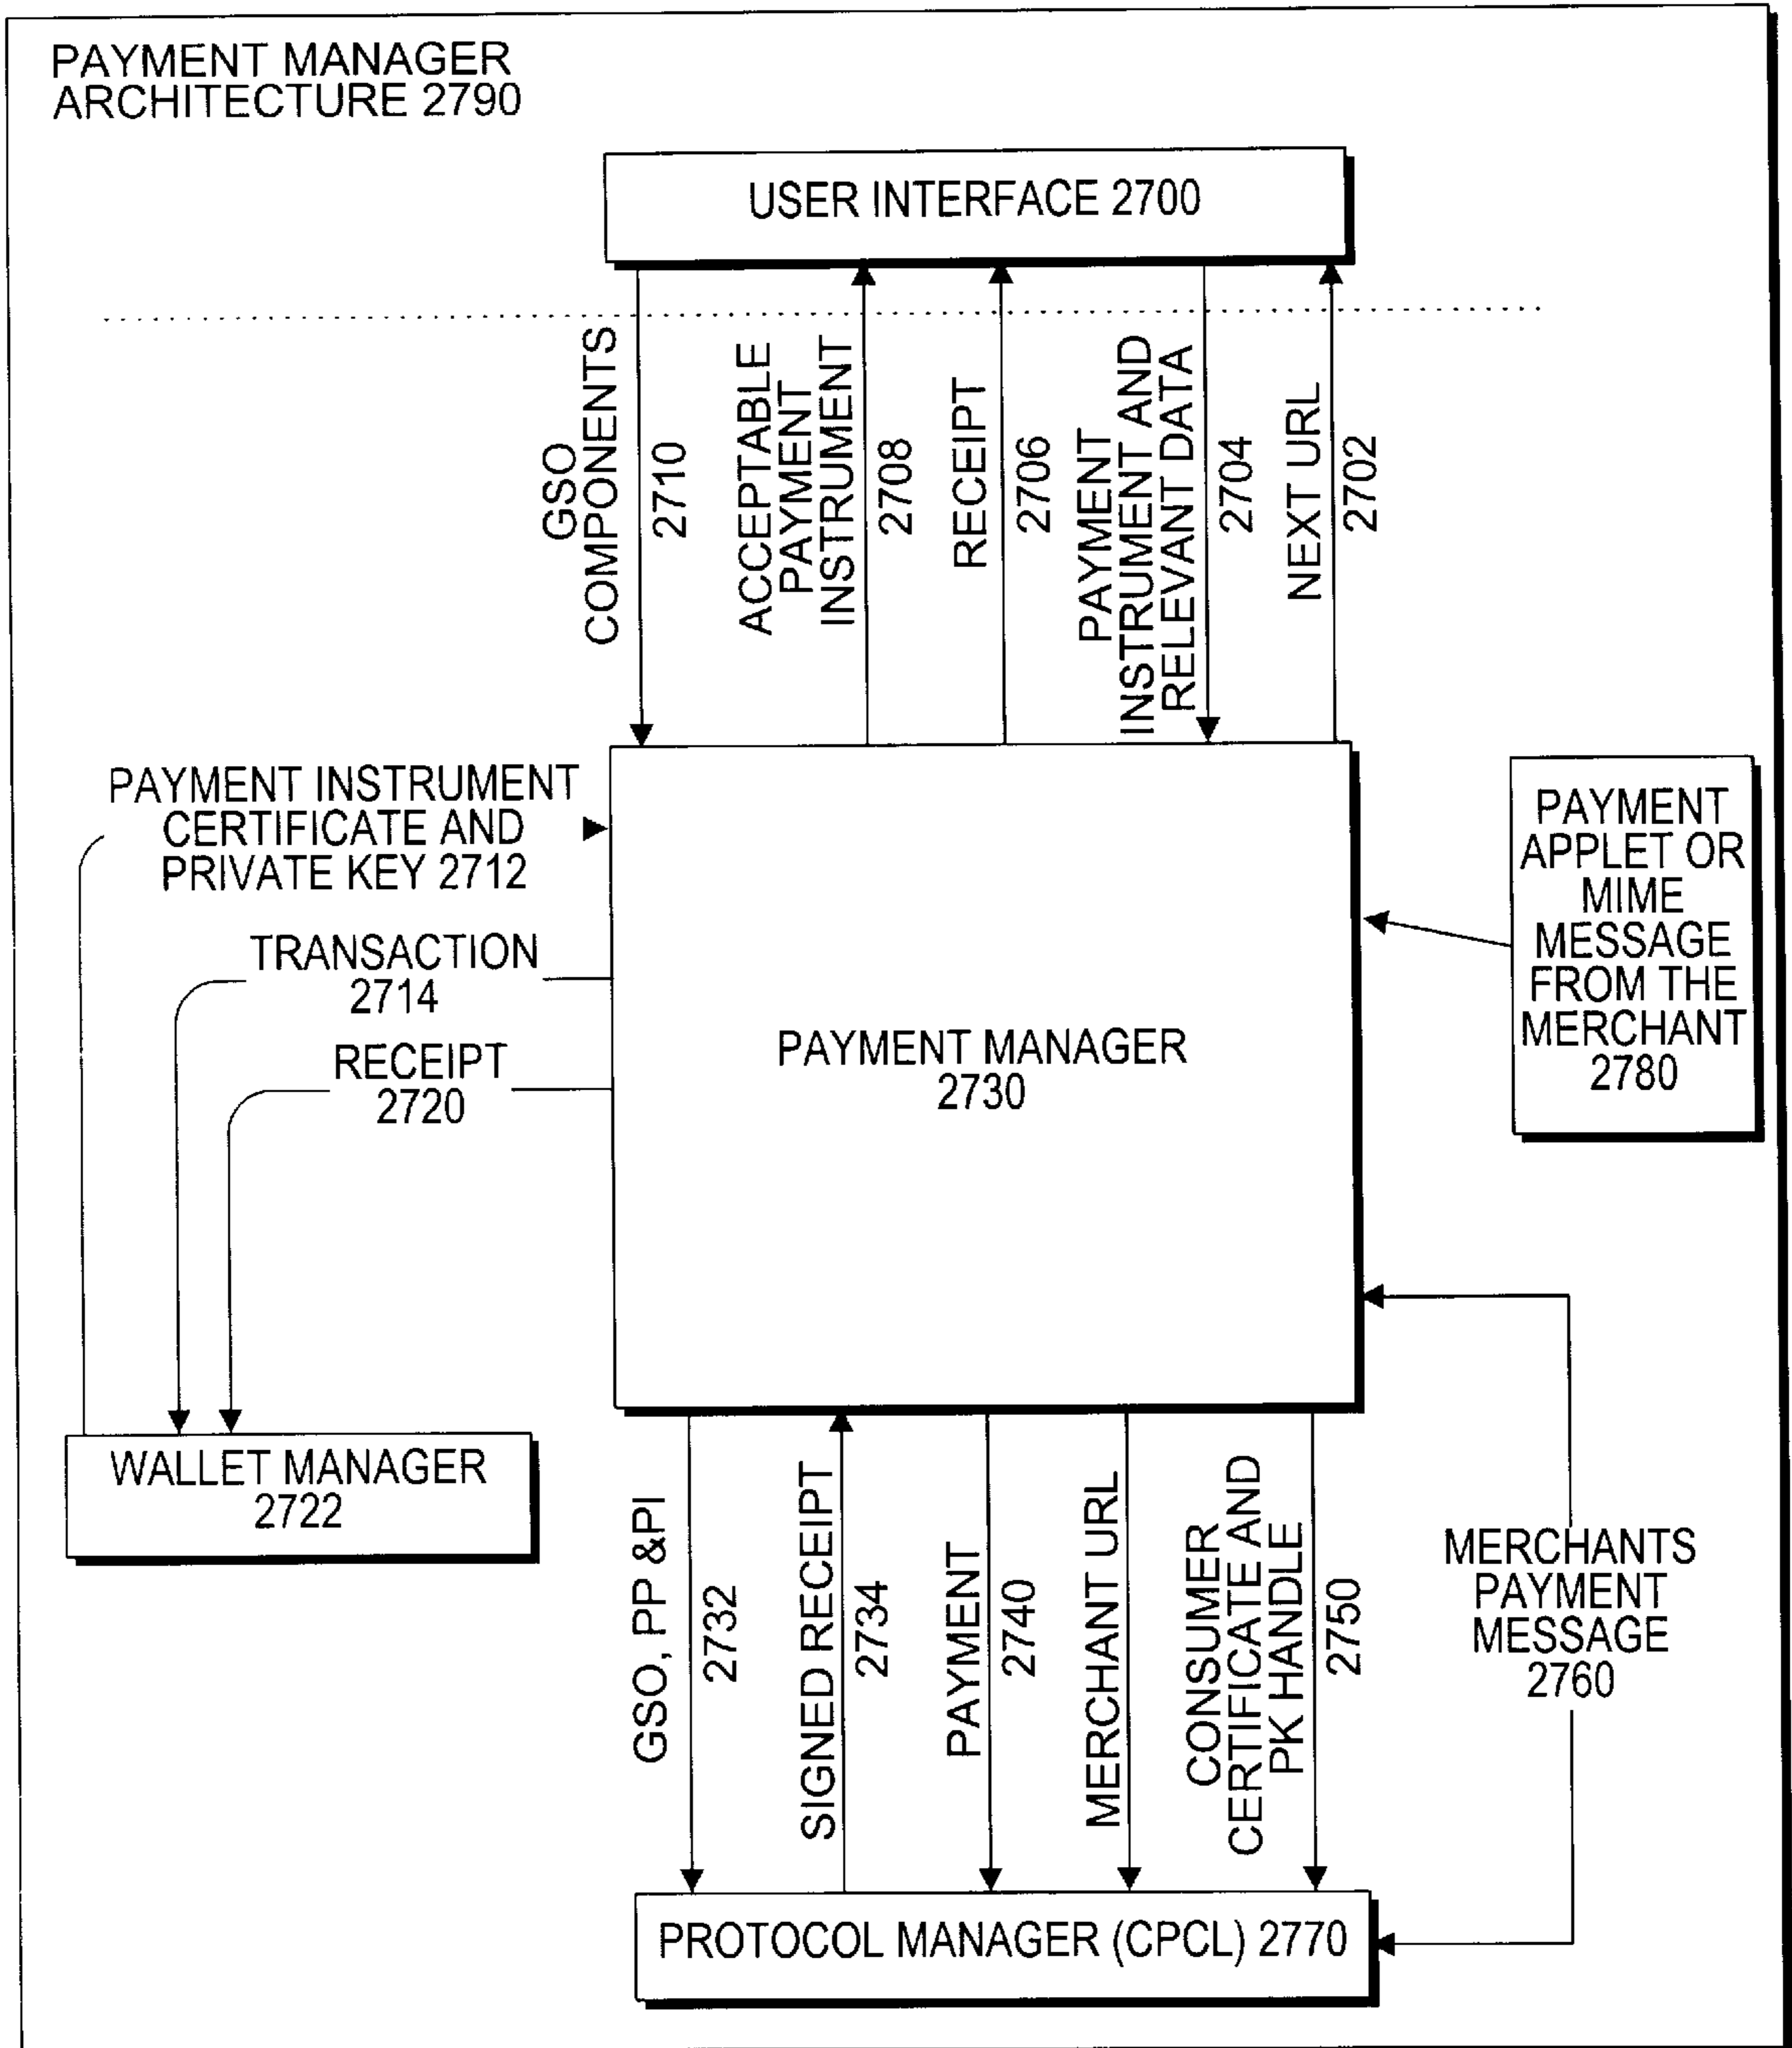 PAYMENT MANAGER
ARCHITECTURE 2790
USER INTERFACE 2700
GSO
COMPONENTS
2710
ACCEPTABLE
PAYMENT
INSTRUMENT
2708
RECEIPT
2706
PAYMENT
INSTRUMENT AND
RELEVANT DATA
2704
NEXT URL
2702
PAYMENT INSTRUMENT
CERTIFICATE AND
PRIVATE KEY 2712
TRANSACTION
2714
RECEIPT
2720
PAYMENT MANAGER
2730
PAYMENT
APPLET OR
MIME
MESSAGE
FROM THE
MERCHANT
2780
WALLET MANAGER
2722
GSO, PP &PI
2732
SIGNED RECEIPT
2734
PAYMENT
2740
MERCHANT URL
CONSUMER
CERTIFICATE AND
PK HANDLE
2750
MERCHANTS
PAYMENT
MESSAGE
2760
PROTOCOL MANAGER (CPCL) 2770